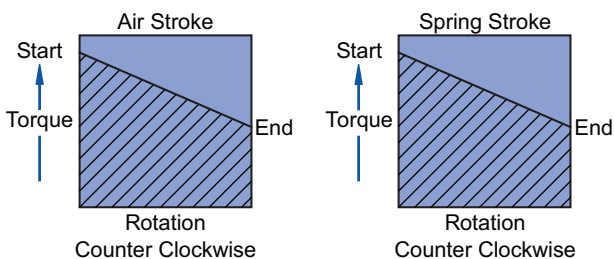 Air Stroke
Start
Torque
End
Rotation
Counter Clockwise
Spring Stroke
Start
Torque
End
Rotation
Counter Clockwise